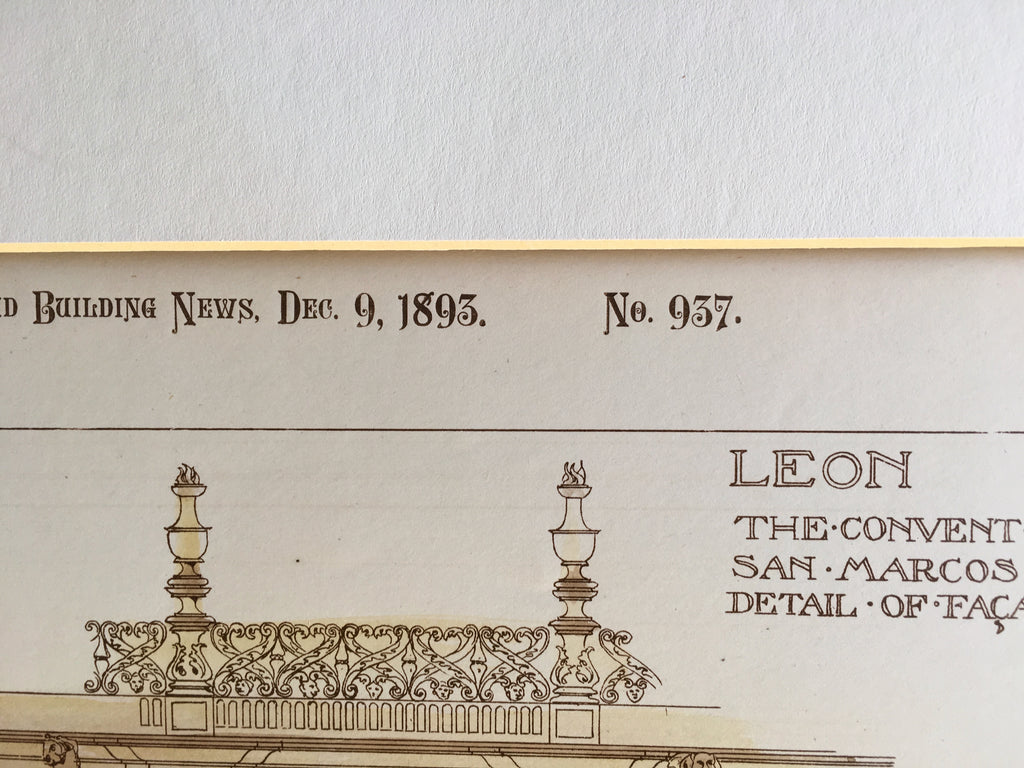 D BUILDING NEWS, DEC. 9, 1893. No. 937.
LEON
THE·CONVENT
SAN·MARCOS
DETAIL·OF·FAÇA